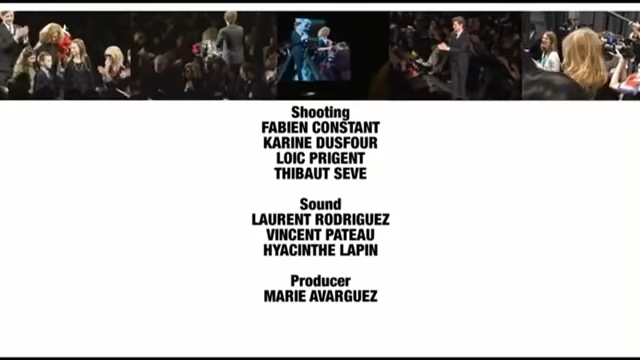 Shooting
FABIEN CONSTANT
KARINE DUSFOUR
LOIC PRIGENT
THIBAUT SEVE
Sound
LAURENT RODRIGUEZ
VINCENT PATEAU
HYACINTHE LAPIN
Producer
MARIE AVARGUEZ